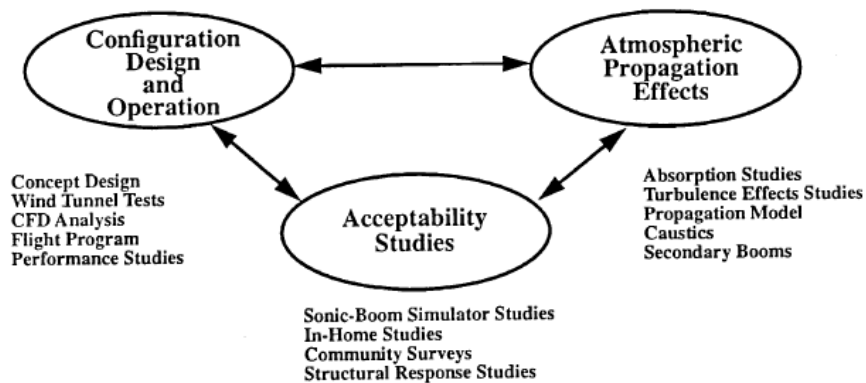 Configuration
Design
and
Operation
Atmospheric
Propagation
Effects
Concept Design
Wind Tunnel Tests
CFD Analysis
Flight Program
Performance Studies
Acceptability
Studies
Absorption Studies
Turbulence Effects Studies
Propagation Model
Caustics
Secondary Booms
Sonic-Boom Simulator Studies
In-Home Studies
Community Surveys
Structural Response Studies